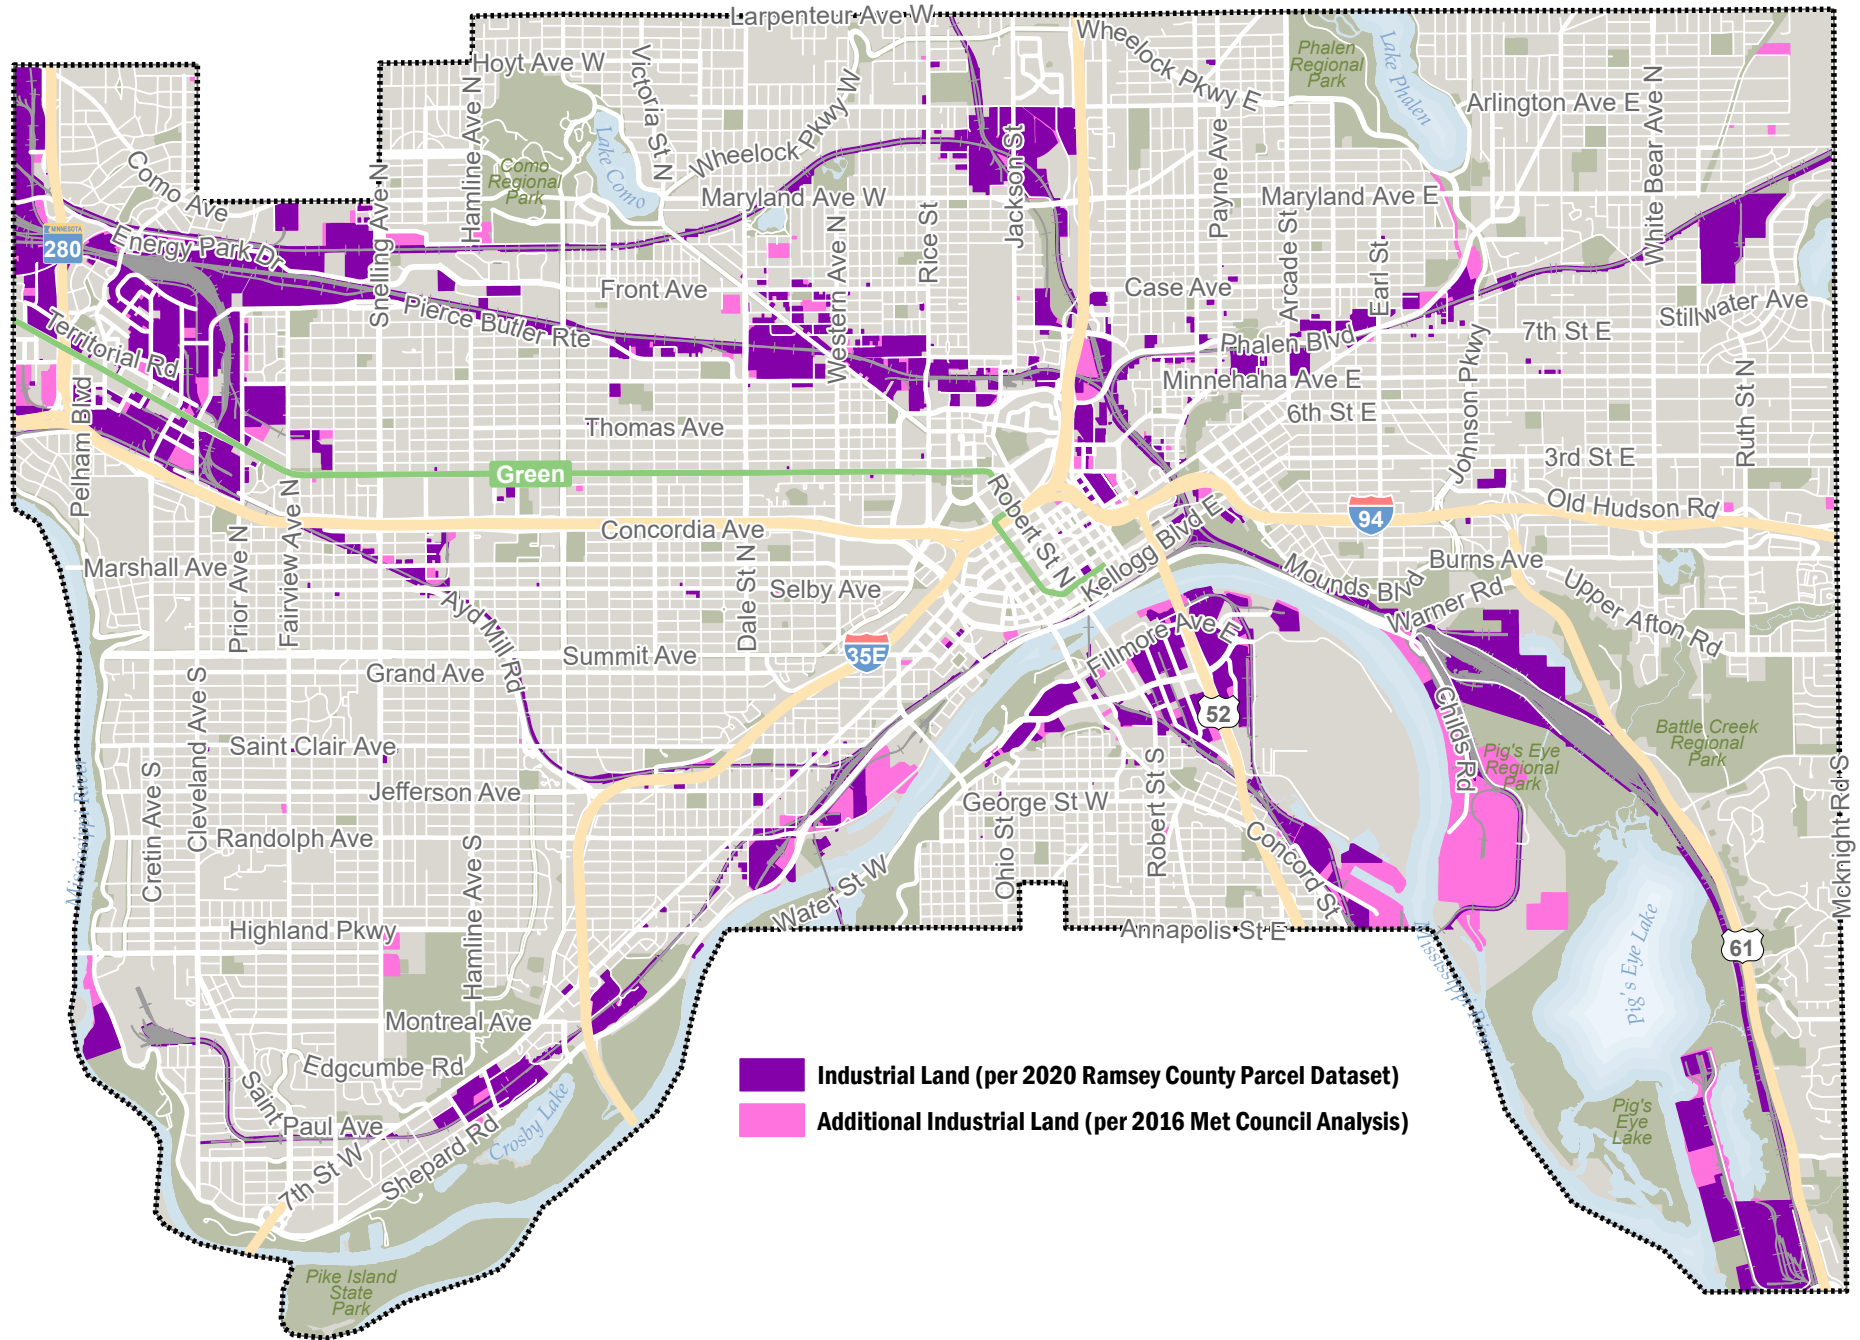 Larpenteur Ave W
Hoyt Ave W
Victoria St N
Hamline Ave N
Wheelock Pkwy W
Wheelock Pkwy E
Phalen
Regional
Park
Lake Phalen
Arlington Ave E
White Bear Ave N
Como Ave
Como
Regional
Park
Lake Como
Maryland Ave W
Maryland Ave E
Jackson St
Payne Ave
Arcade St
Earl St
Rice St
Western Ave N
Snelling Ave N
MINNESOTA
280
Energy Park Dr
Front Ave
Case Ave
Pierce Butler Rte
Territorial Rd
Phalen Blvd
7th St E
Stillwater Ave
Johnson Pkwy
Minnehaha Ave E
6th St E
Ruth St N
Pelham Blvd
Thomas Ave
3rd St E
Green
Robert St N
Old Hudson Rd
94
Concordia Ave
Kellogg Blvd E
Prior Ave N
Fairview Ave N
Marshall Ave
Ayd Mill Rd
Selby Ave
Dale St N
Mounds Blvd
Burns Ave
Warner Rd
Upper Afton Rd
35E
Summit Ave
Grand Ave
Fillmore Ave E
52
Cleveland Ave S
Saint Clair Ave
Childs Rd
Pig's Eye
Regional
Park
Battle Creek
Regional
Park
Mississippi River
Cretin Ave S
Jefferson Ave
Robert St S
George St W
Ohio St
Concord St
Mcknight Rd S
Randolph Ave
Hamline Ave S
Water St W
Highland Pkwy
Annapolis St E
Mississippi River
Pig's Eye Lake
61
Montreal Ave
Edgcumbe Rd
Saint
Paul Ave
7th St W
Shepard Rd
Crosby Lake
Pig's
Eye
Lake
Pike Island
State
Park
Industrial Land (per 2020 Ramsey County Parcel Dataset)
Additional Industrial Land (per 2016 Met Council Analysis)